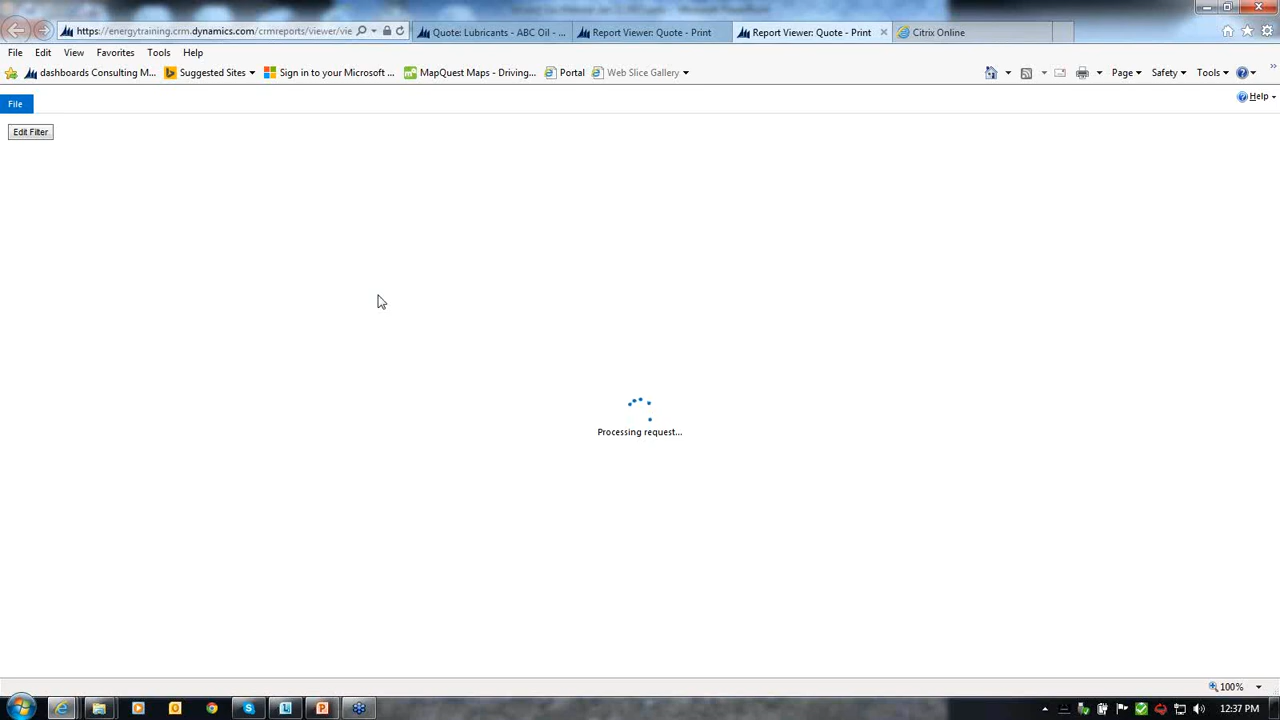 https://energytraining.crm.dynamics.com/crmreports/viewer/vie
Quote: Lubricants - ABC Oil - ...
Report Viewer: Quote - Print
Report Viewer: Quote - Print
Citrix Online
File Edit View Favorites Tools Help
dashboards Consulting M... Suggested Sites Sign in to your Microsoft ... MapQuest Maps - Driving,... Portal Web Slice Gallery Page Safety Tools
File
Help
Edit Filter
Processing request...
100%
12:37 PM